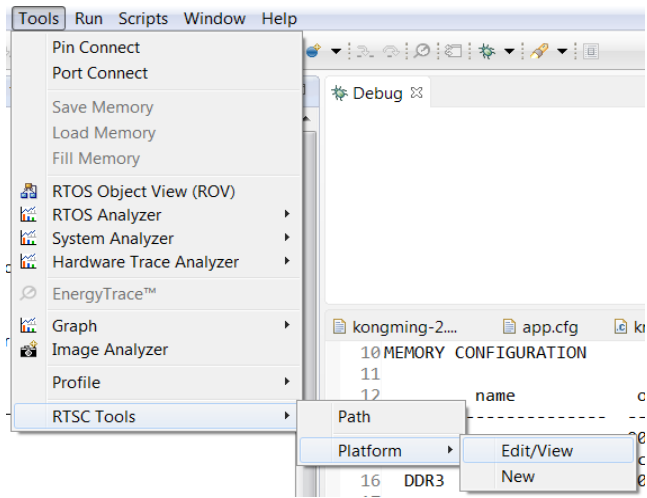 Tools Run Scripts Window Help
Pin Connect
Port Connect
Save Memory
Load Memory
Fill Memory
RTOS Object View (ROV)
RTOS Analyzer
System Analyzer
Hardware Trace Analyzer
EnergyTrace™
Graph
Image Analyzer
Profile
RTSC Tools
Path
Platform
Edit/View
New
Debug
kongming-2.... app.cfg
10 MEMORY CONFIGURATION
11
12 name
16 DDR3